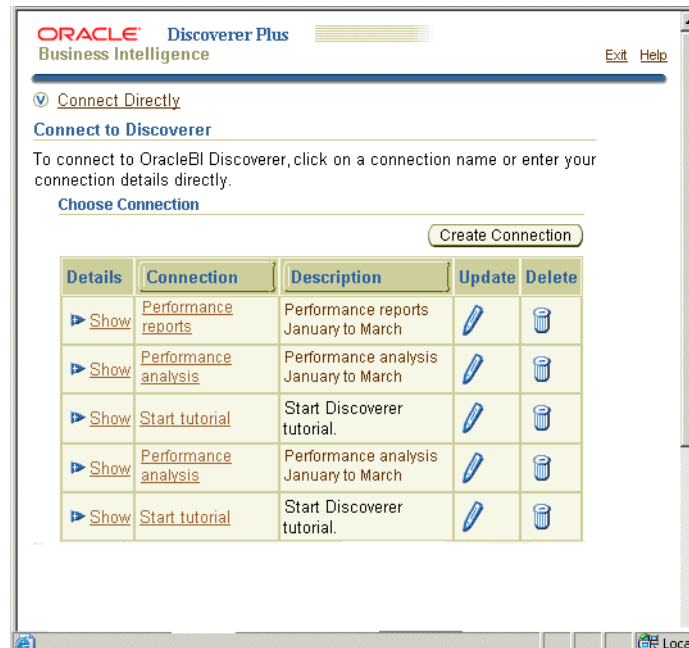 ORACLE Discoverer Plus
Business Intelligence
Exit Help
Connect Directly
Connect to Discoverer
To connect to OracleBI Discoverer, click on a connection name or enter your
connection details directly.
Choose Connection
Create Connection
Details Connection Description Update Delete
Show Performance reports Performance reports January to March
Show Performance analysis Performance analysis January to March
Show Start tutorial Start Discoverer tutorial.
Show Performance analysis Performance analysis January to March
Show Start tutorial Start Discoverer tutorial.
Loca